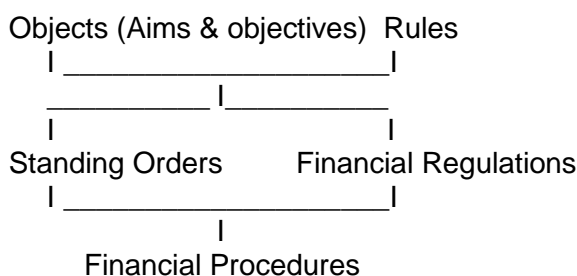 Objects (Aims & objectives) Rules
Standing Orders Financial Regulations
Financial Procedures